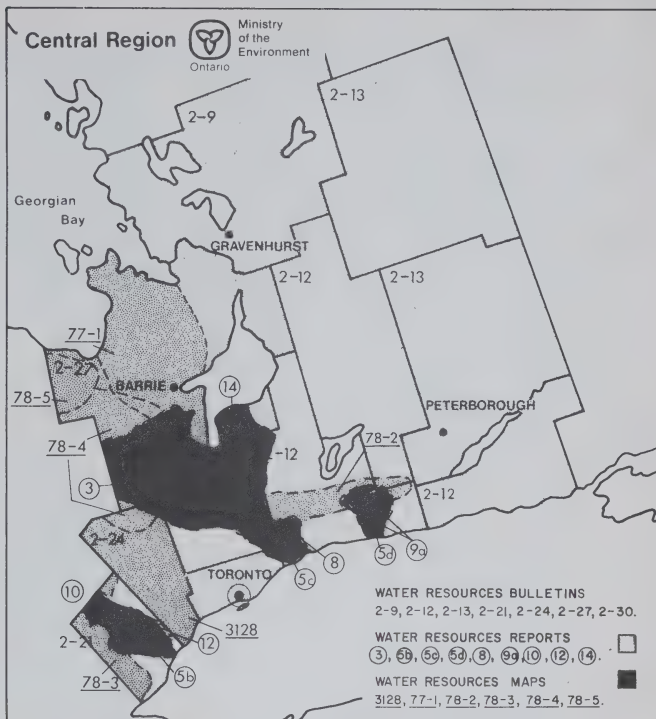 Central Region
Ontario
Ministry
of the
Environment
2-13
2-9
Georgian
Bay
GRAVENHURST
2-12
2-13
77-1
2-27
BARRIE
78-5
14
PETERBOROUGH
78-4
78-2
3
2-12
2-24
8
9a
5d
5c
TORONTO
10
12
3128
78-3
5b
WATER RESOURCES BULLETINS
2-9, 2-12, 2-13, 2-21, 2-24, 2-27, 2-30.
WATER RESOURCES REPORTS
3, 5b, 5c, 5d, 8, 9a, 10, 12, 14.
WATER RESOURCES MAPS
3128, 77-1, 78-2, 78-3, 78-4, 78-5.